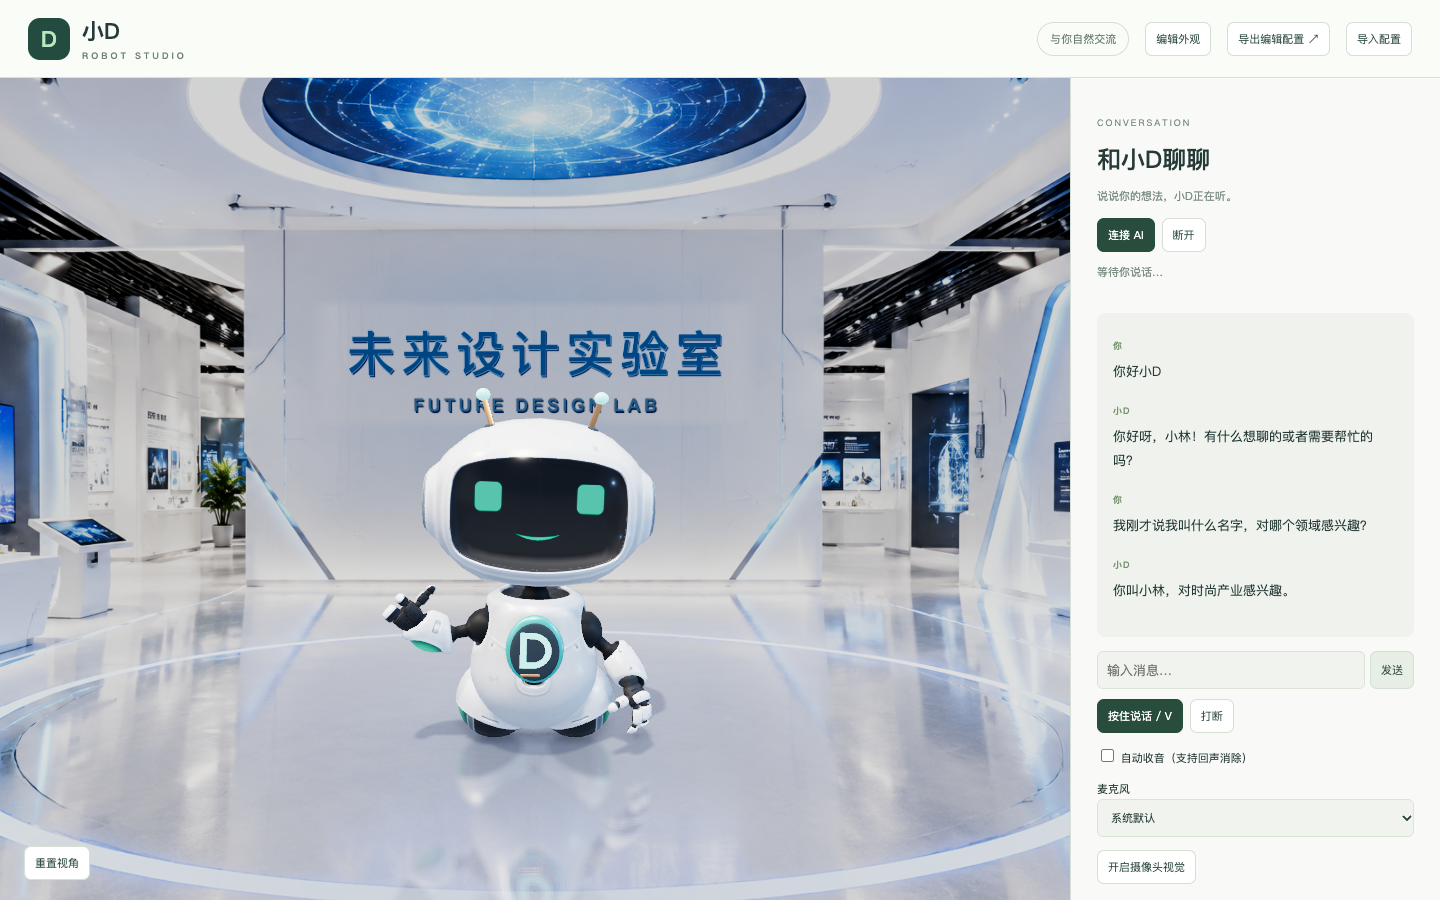 D
小D
ROBOT STUDIO
与你自然交流
编辑外观
导出编辑配置 ↗
导入配置
未来设计实验室
FUTURE DESIGN LAB
D
重置视角
CONVERSATION
和小D聊聊
说说你的想法，小D正在听。
连接 AI
断开
等待你说话...
你
你好小D
小D
你好呀，小林！有什么想聊的或者需要帮忙的
吗？
你
我刚才说我叫什么名字，对哪个领域感兴趣？
小D
你叫小林，对时尚产业感兴趣。
输入消息...
发送
按住说话 / V
打断
自动收音（支持回声消除）
麦克风
系统默认
开启摄像头视觉